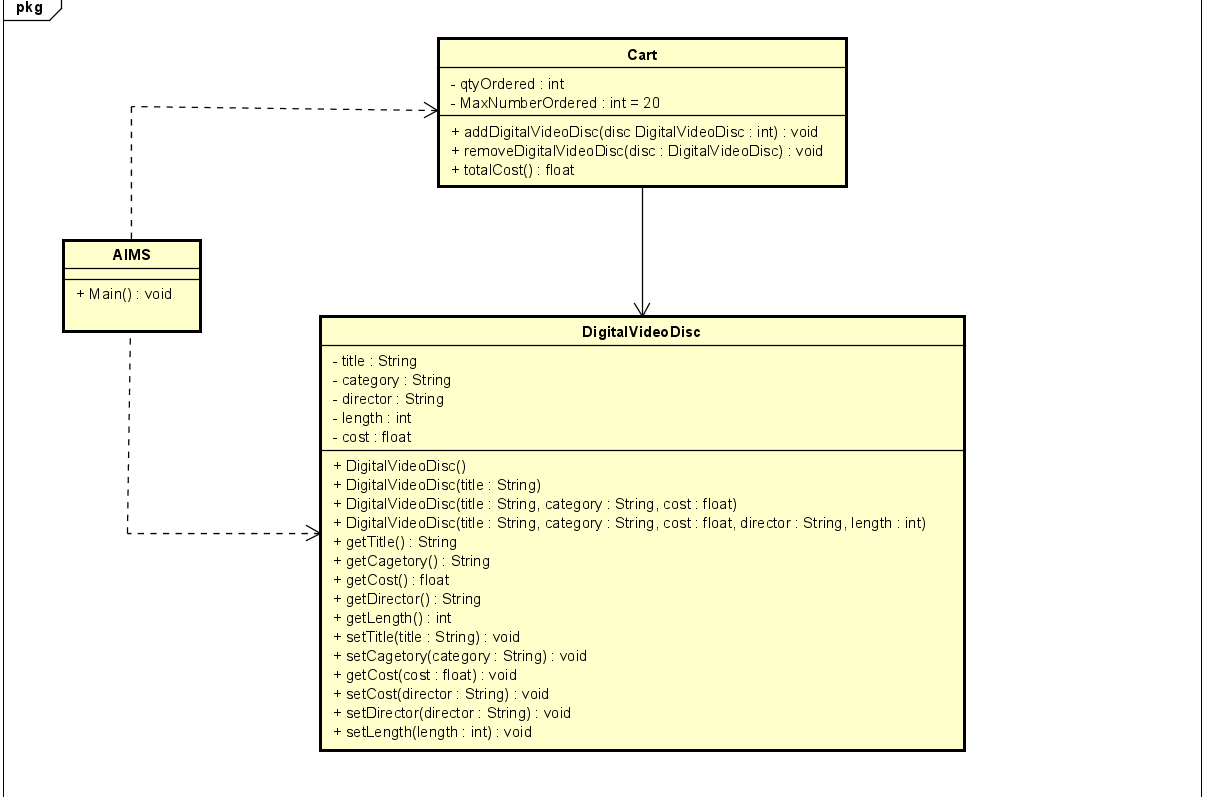 pkg
Cart
- qtyOrdered : int
- MaxNumberOrdered : int = 20
+ addDigitalVideoDisc(disc DigitalVideoDisc : int) : void
+ removeDigitalVideoDisc(disc : DigitalVideoDisc) : void
+ totalCost() : float
AIMS
+ Main() : void
DigitalVideoDisc
- title : String
- category : String
- director : String
- length : int
- cost : float
+ DigitalVideoDisc()
+ DigitalVideoDisc(title : String)
+ DigitalVideoDisc(title : String, category : String, cost : float)
+ DigitalVideoDisc(title : String, category : String, cost : float, director : String, length : int)
+ getTitle() : String
+ getCagetory() : String
+ getCost() : float
+ getDirector() : String
+ getLength() : int
+ setTitle(title : String) : void
+ setCagetory(category : String) : void
+ getCost(cost : float) : void
+ setCost(director : String) : void
+ setDirector(director : String) : void
+ setLength(length : int) : void